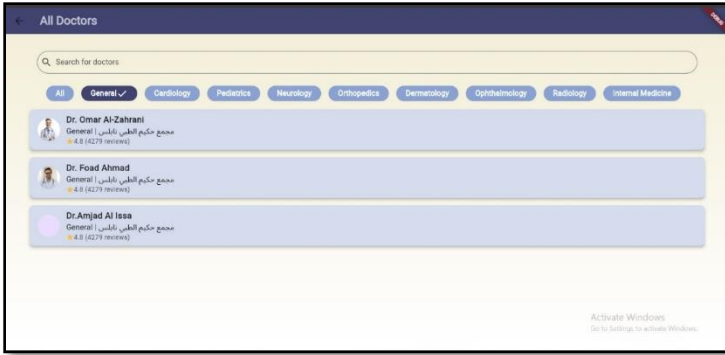 All Doctors
DEBUG
Search for doctors
All General Cardiology Pediatrics Neurology Orthopedics Dermatology Ophthelmology Radiology Internal Medicine
Dr. Omar Al-Zahrani
General | مجمع حكيم الطبي نابلس
4.8 (4279 reviews)
Dr. Foad Ahmad
General | مجمع حكيم الطبي نابلس
4.8 (4279 reviews)
Dr.Amjad Al Issa
General | مجمع حكيم الطبي نابلس
4.8 (4279 reviews)
Activate Windows
Go to Settings to activate Windows.